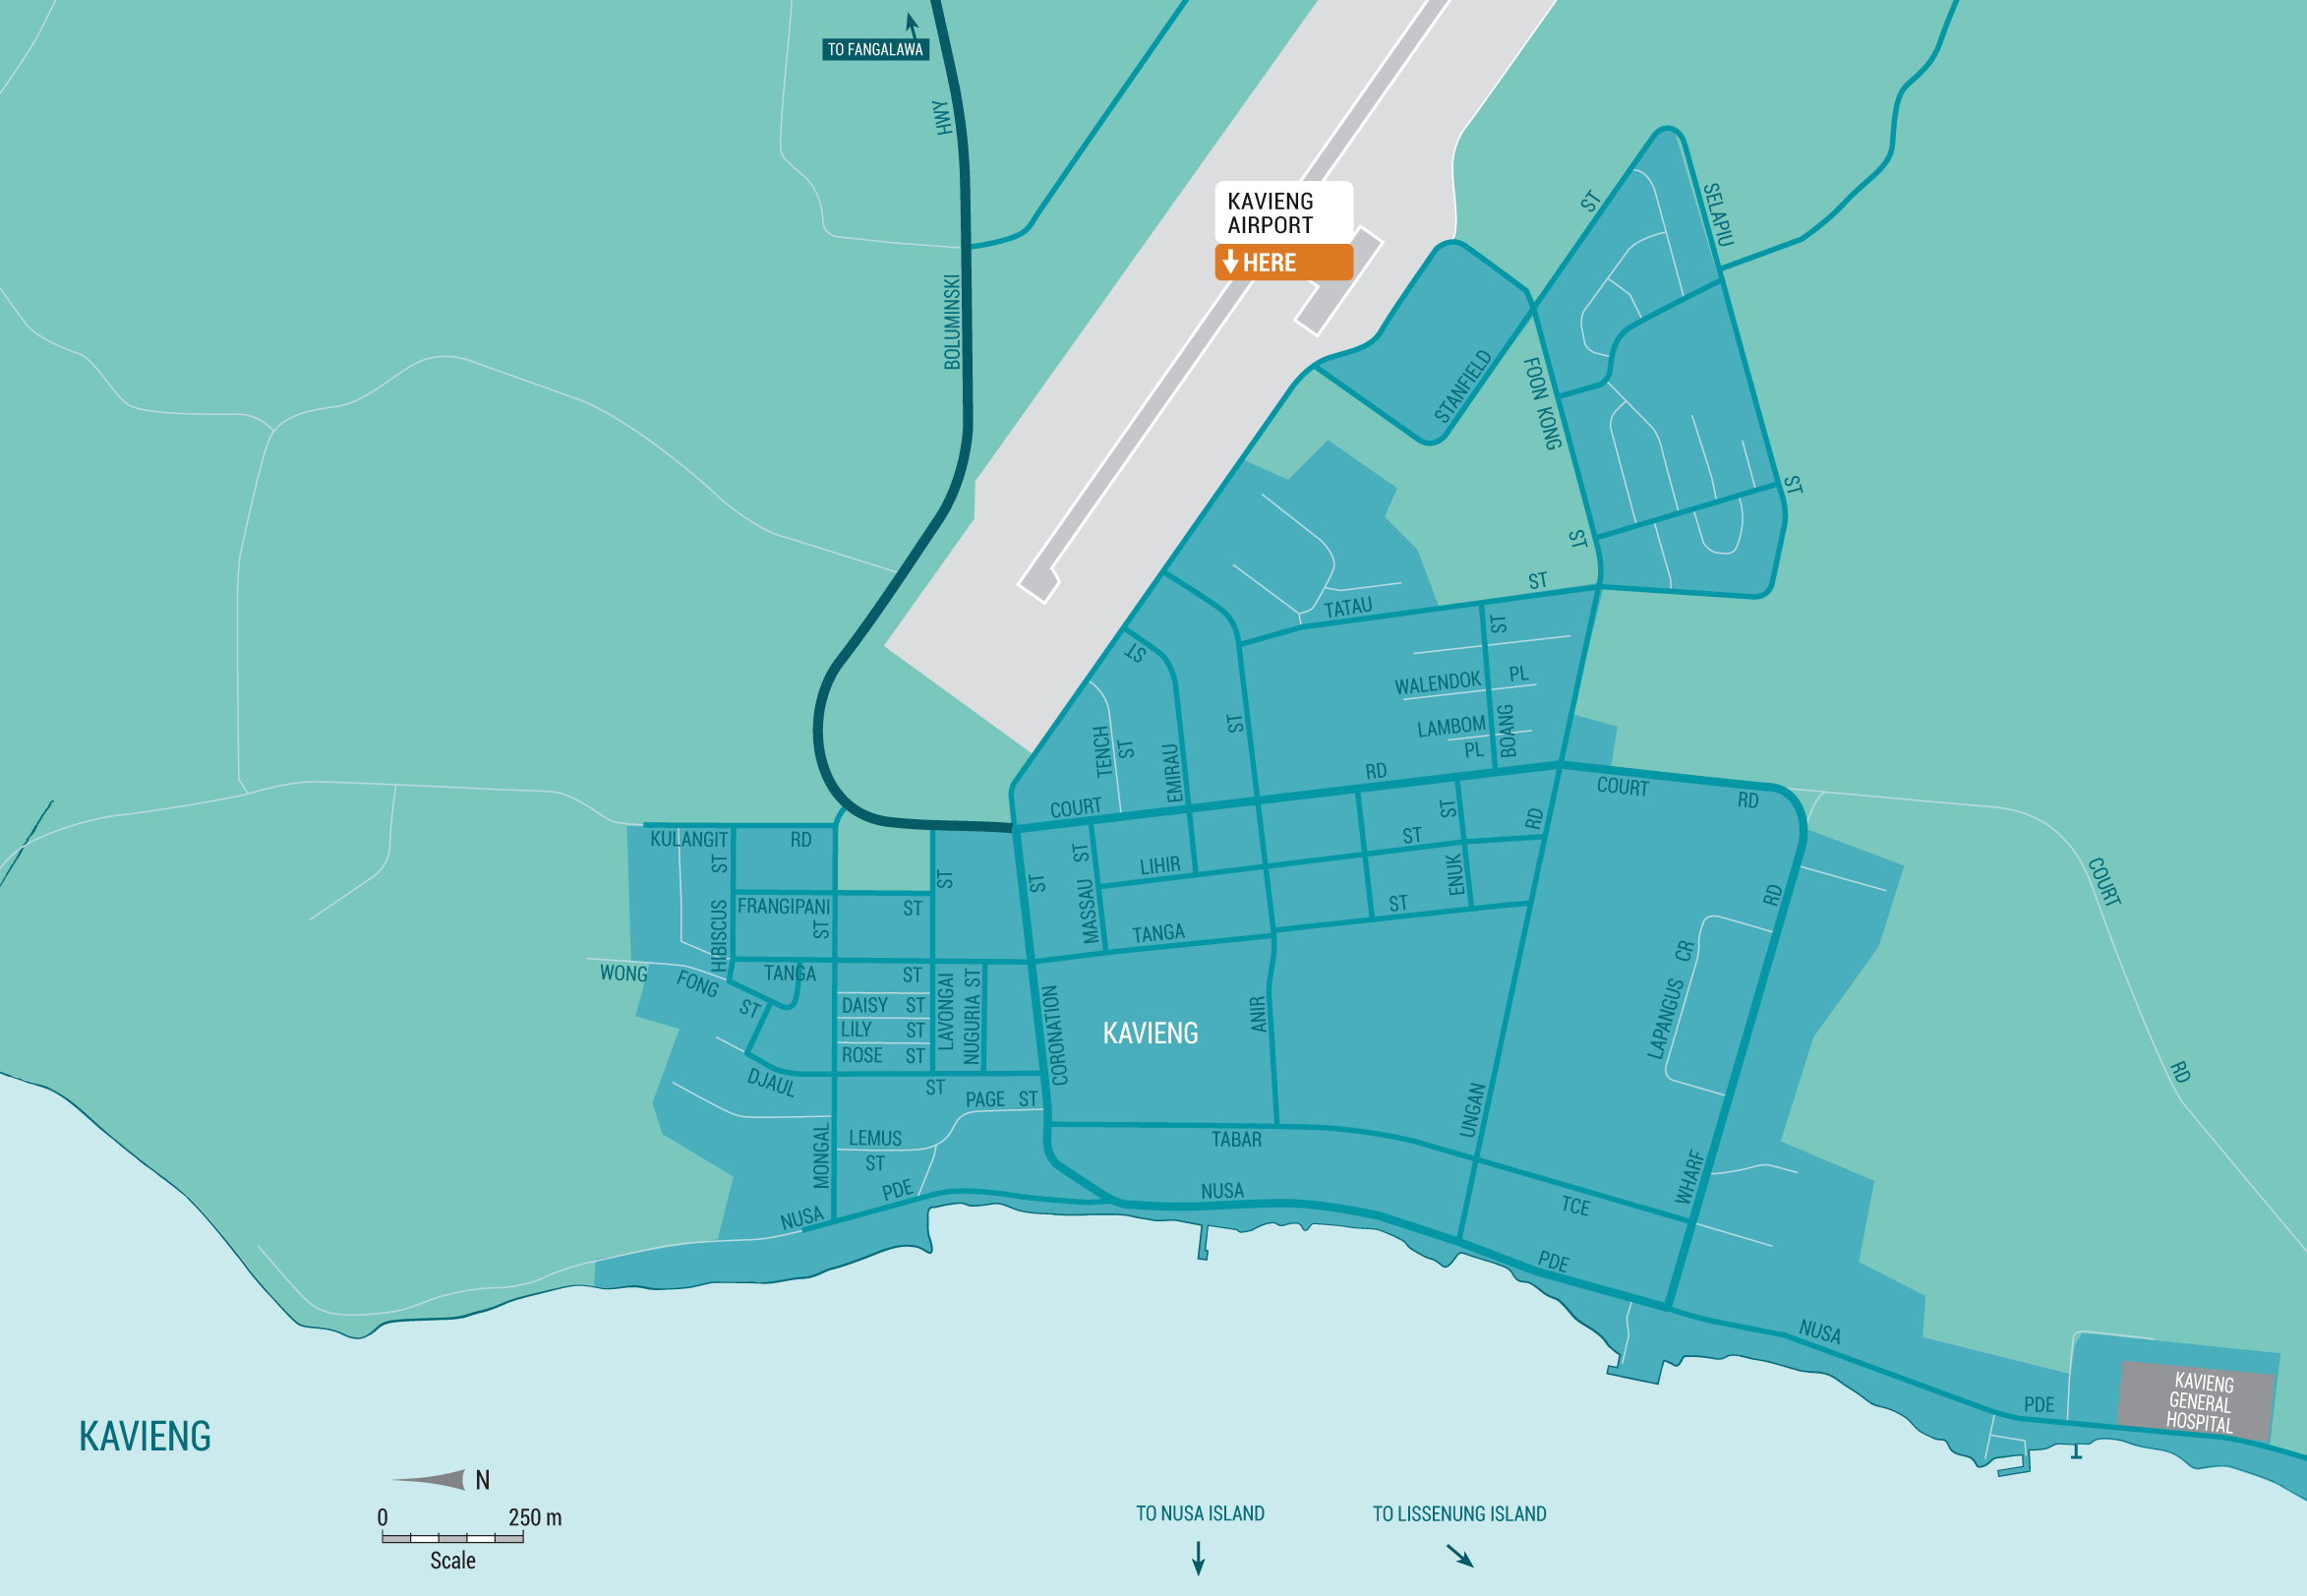 TO FANGALAWA
HWY
BOLUMINSKI
KAVIENG
AIRPORT
HERE
ST
SELAPIU
STANFIELD
FOON KONG
ST
ST
ST
TATAU
ST
ST
WALENDOK PL
LAMBOM
PL
BOANG
ST
TENCH
ST
EMIRAU
ST
COURT
RD
COURT
RD
KULANGIT RD
ST
HIBISCUS
FRANGIPANI ST
ST
ST
ST
MASSAU
ST
LIHIR
ST
ST
ENUK
RD
TANGA
ST
COURT
RD
RD
LAPANGUS CR
WONG
FONG
ST
TANGA
ST
DAISY ST
LILY ST
ROSE ST
LAVONGAI
NUGURIA ST
CORONATION
KAVIENG
ANIR
UNGAN
DJAUL
ST
PAGE ST
MONGAL
LEMUS
ST
TABAR
WHARF
NUSA
PDE
NUSA
TCE
PDE
NUSA
PDE
KAVIENG
GENERAL
HOSPITAL
KAVIENG
N
0 250 m
Scale
TO NUSA ISLAND
TO LISSENUNG ISLAND